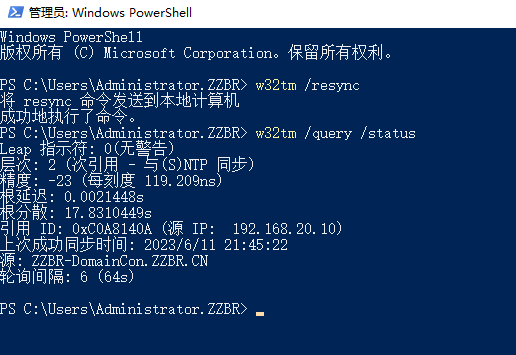 管理员: Windows PowerShell
Windows PowerShell
版权所有 (C) Microsoft Corporation。保留所有权利。
PS C:\Users\Administrator.ZZBR> w32tm /resync
将 resync 命令发送到本地计算机
成功地执行了命令。
PS C:\Users\Administrator.ZZBR> w32tm /query /status
Leap 指示符: 0(无警告)
层次: 2 (次引用 - 与(S)NTP 同步)
精度: -23 (每刻度 119.209ns)
根延迟: 0.0021448s
根分散: 17.8310449s
引用 ID: 0xC0A8140A (源 IP:  192.168.20.10)
上次成功同步时间: 2023/6/11 21:45:22
源: ZZBR-DomainCon.ZZBR.CN
轮询间隔: 6 (64s)
PS C:\Users\Administrator.ZZBR>